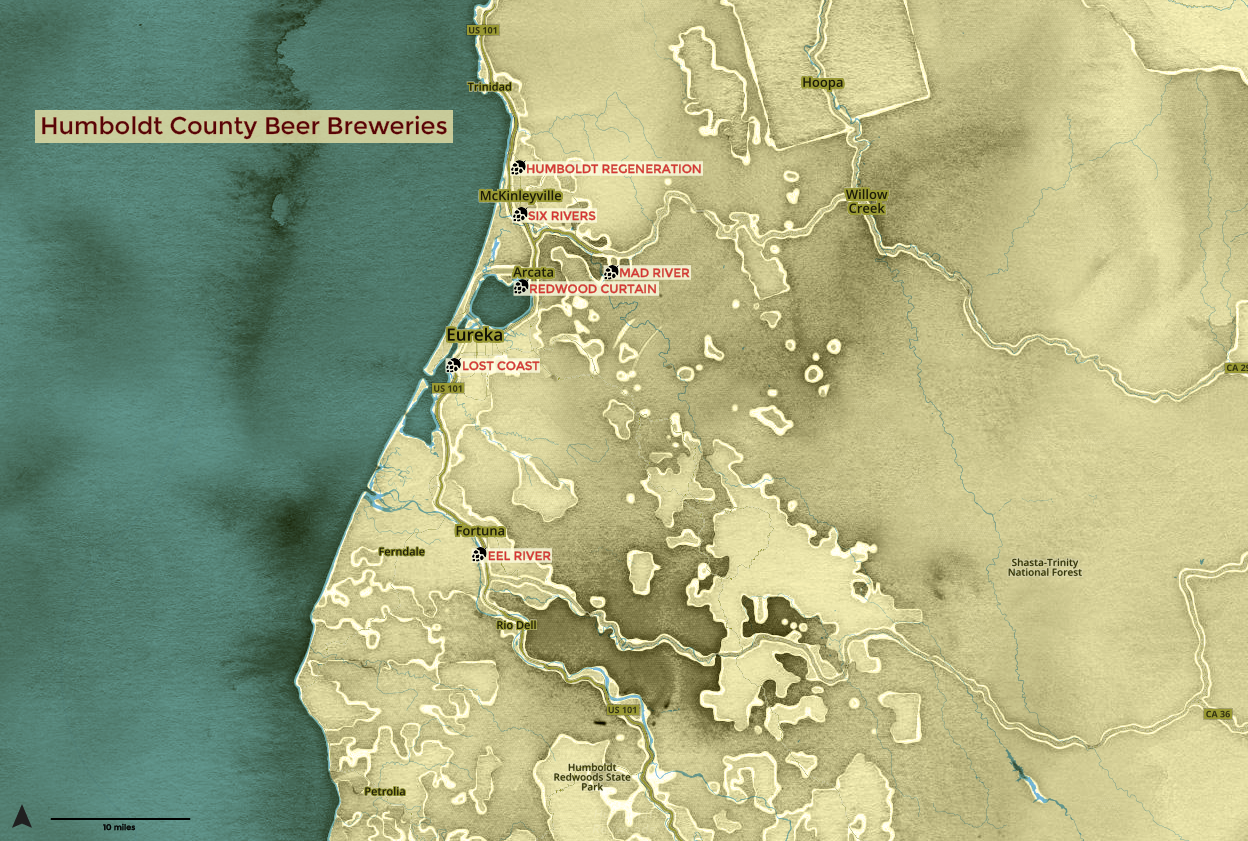 US 101
Hoopa
Trinidad
Humboldt County Beer Breweries
HUMBOLDT REGENERATION
McKinleyville
Willow
Creek
SIX RIVERS
Arcata
MAD RIVER
REDWOOD CURTAIN
Eureka
LOST COAST
CA 29
US 101
Fortuna
Ferndale
EEL RIVER
Shasta-Trinity
National Forest
Rio Dell
US 101
CA 36
Humboldt
Redwoods State
Park
Petrolia
10 miles